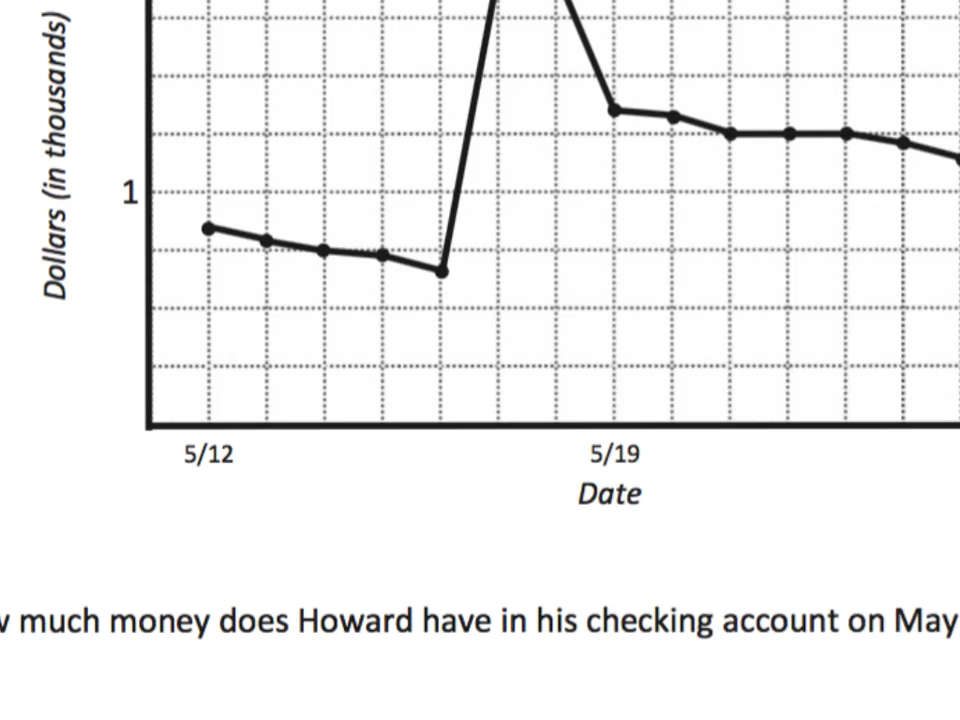 Dollars (in thousands)
1
5/12
5/19
Date
much money does Howard have in his checking account on May